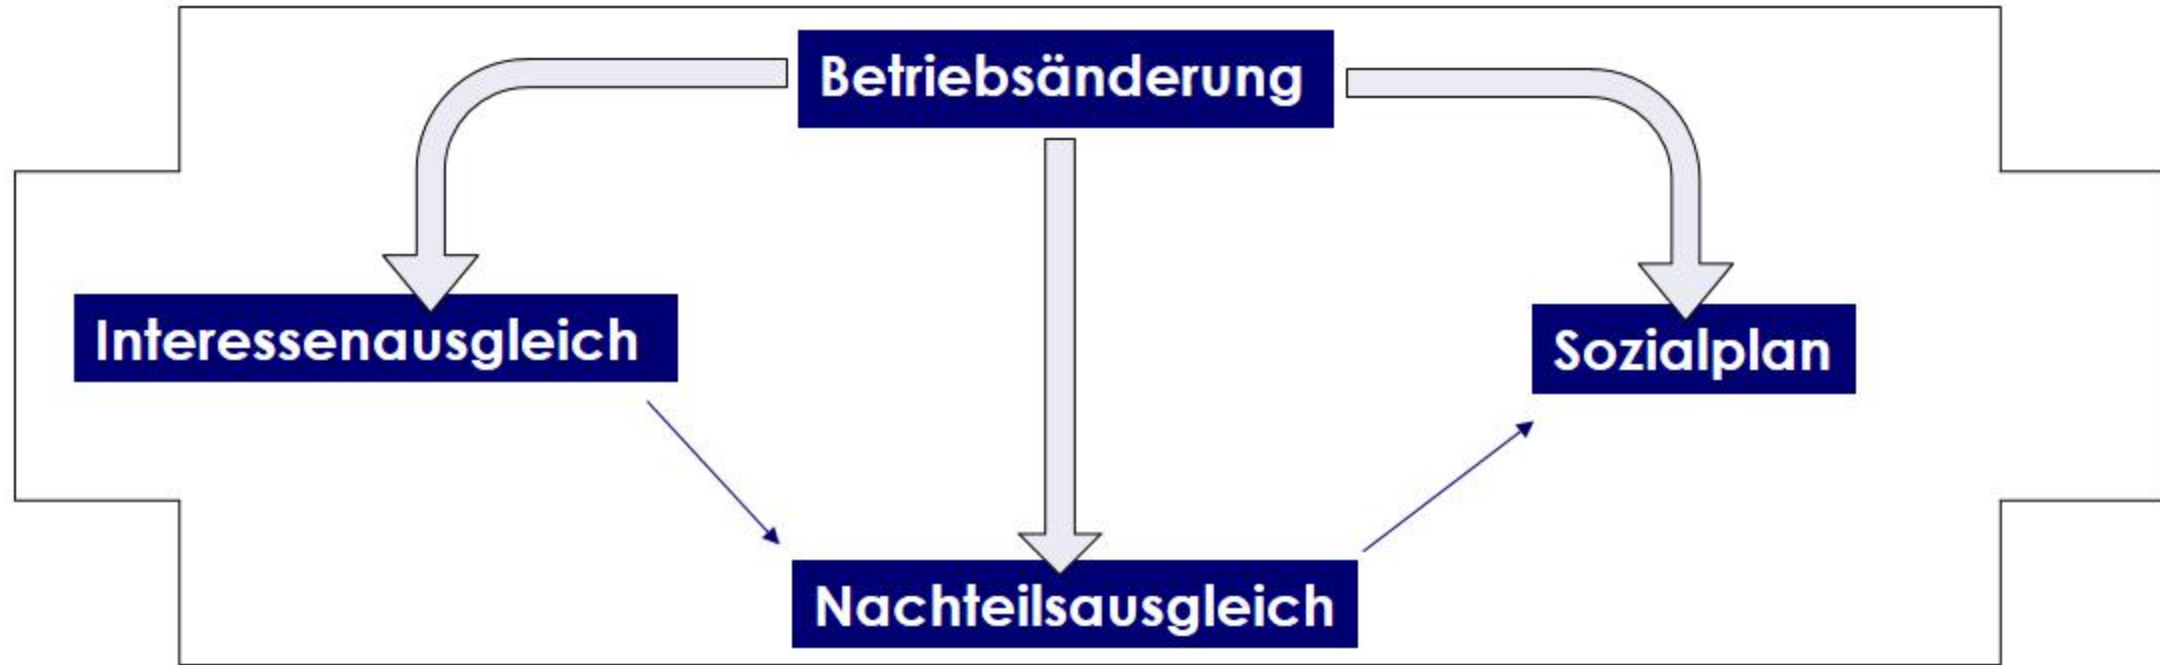 Betriebsänderung
Interessenausgleich
Sozialplan
Nachteilsausgleich